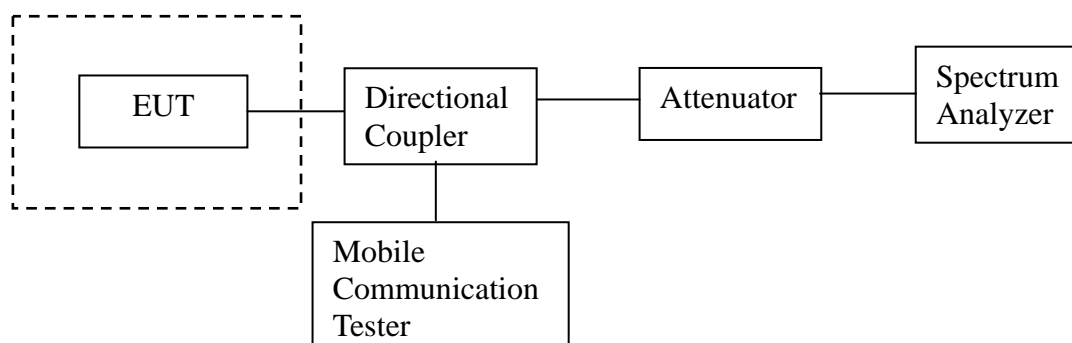 EUT
Directional
Coupler
Attenuator
Spectrum
Analyzer
Mobile
Communication
Tester